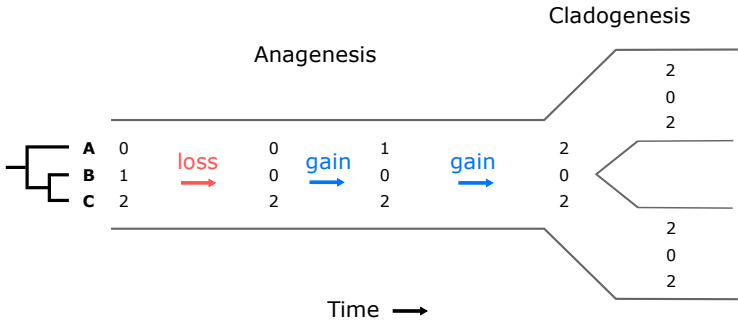 Cladogenesis
Anagenesis
2
0
2
A 0 loss 0 gain 1 gain 2
B 1 0 0 0
C 2 2 2 2
2
0
2
Time